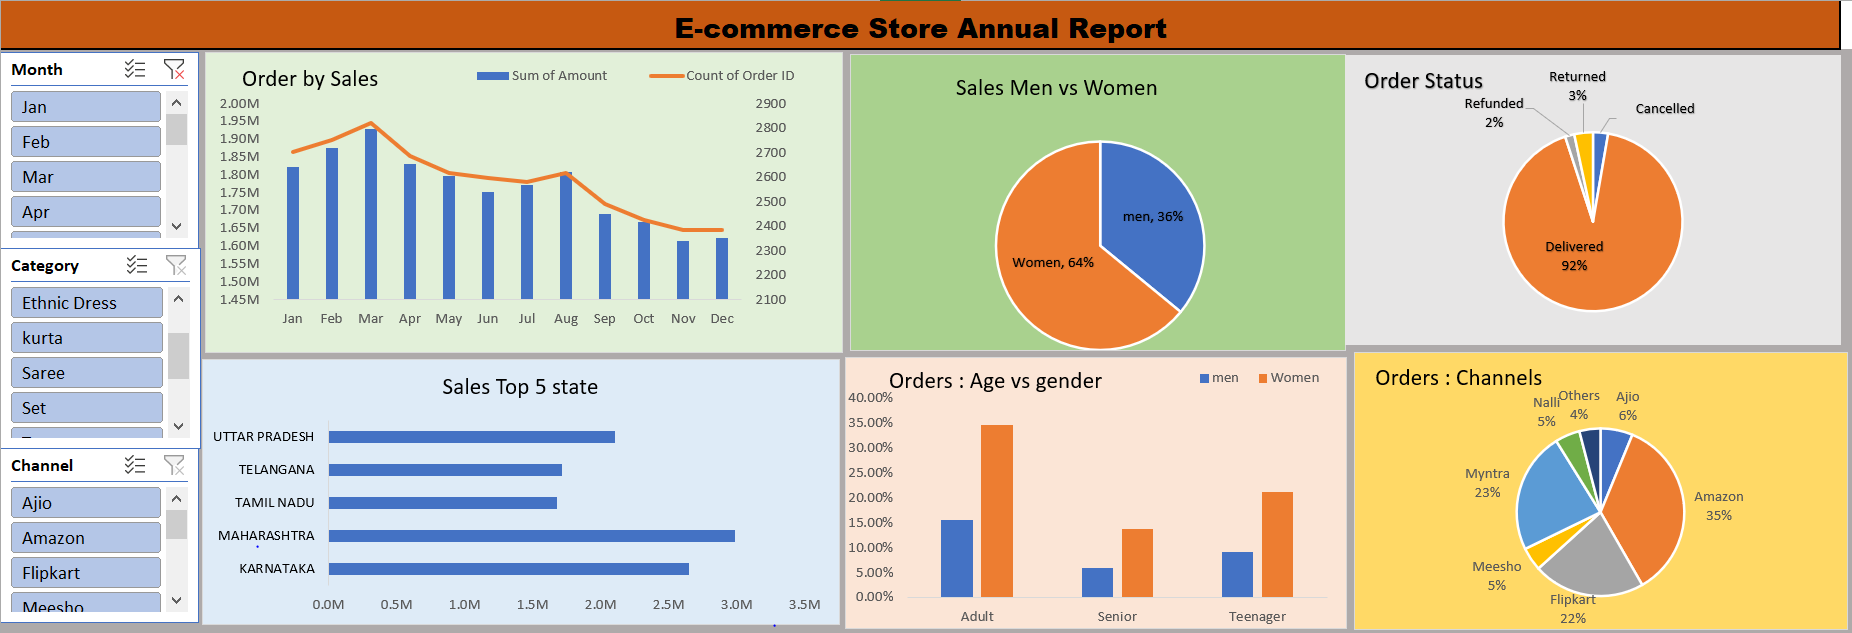 E-commerce Store Annual Report
Month
Jan
Feb
Mar
Apr
Category
Ethnic Dress
kurta
Saree
Set
Channel
Ajio
Amazon
Flipkart
Meesho
Order by Sales
Sum of Amount
Count of Order ID
2.00M
1.95M
1.90M
1.85M
1.80M
1.75M
1.70M
1.65M
1.60M
1.55M
1.50M
1.45M
2900
2800
2700
2600
2500
2400
2300
2200
2100
Jan Feb Mar Apr May Jun Jul Aug Sep Oct Nov Dec
Sales Men vs Women
men, 36%
Women, 64%
Order Status
Returned
3%
Refunded
2%
Cancelled
Delivered
92%
Sales Top 5 state
UTTAR PRADESH
TELANGANA
TAMIL NADU
MAHARASHTRA
KARNATAKA
0.0M 0.5M 1.0M 1.5M 2.0M 2.5M 3.0M 3.5M
Orders : Age vs gender
men
Women
40.00%
35.00%
30.00%
25.00%
20.00%
15.00%
10.00%
5.00%
0.00%
Adult Senior Teenager
Orders : Channels
Nalli
5%
Others
4%
Ajio
6%
Myntra
23%
Amazon
35%
Meesho
5%
Flipkart
22%